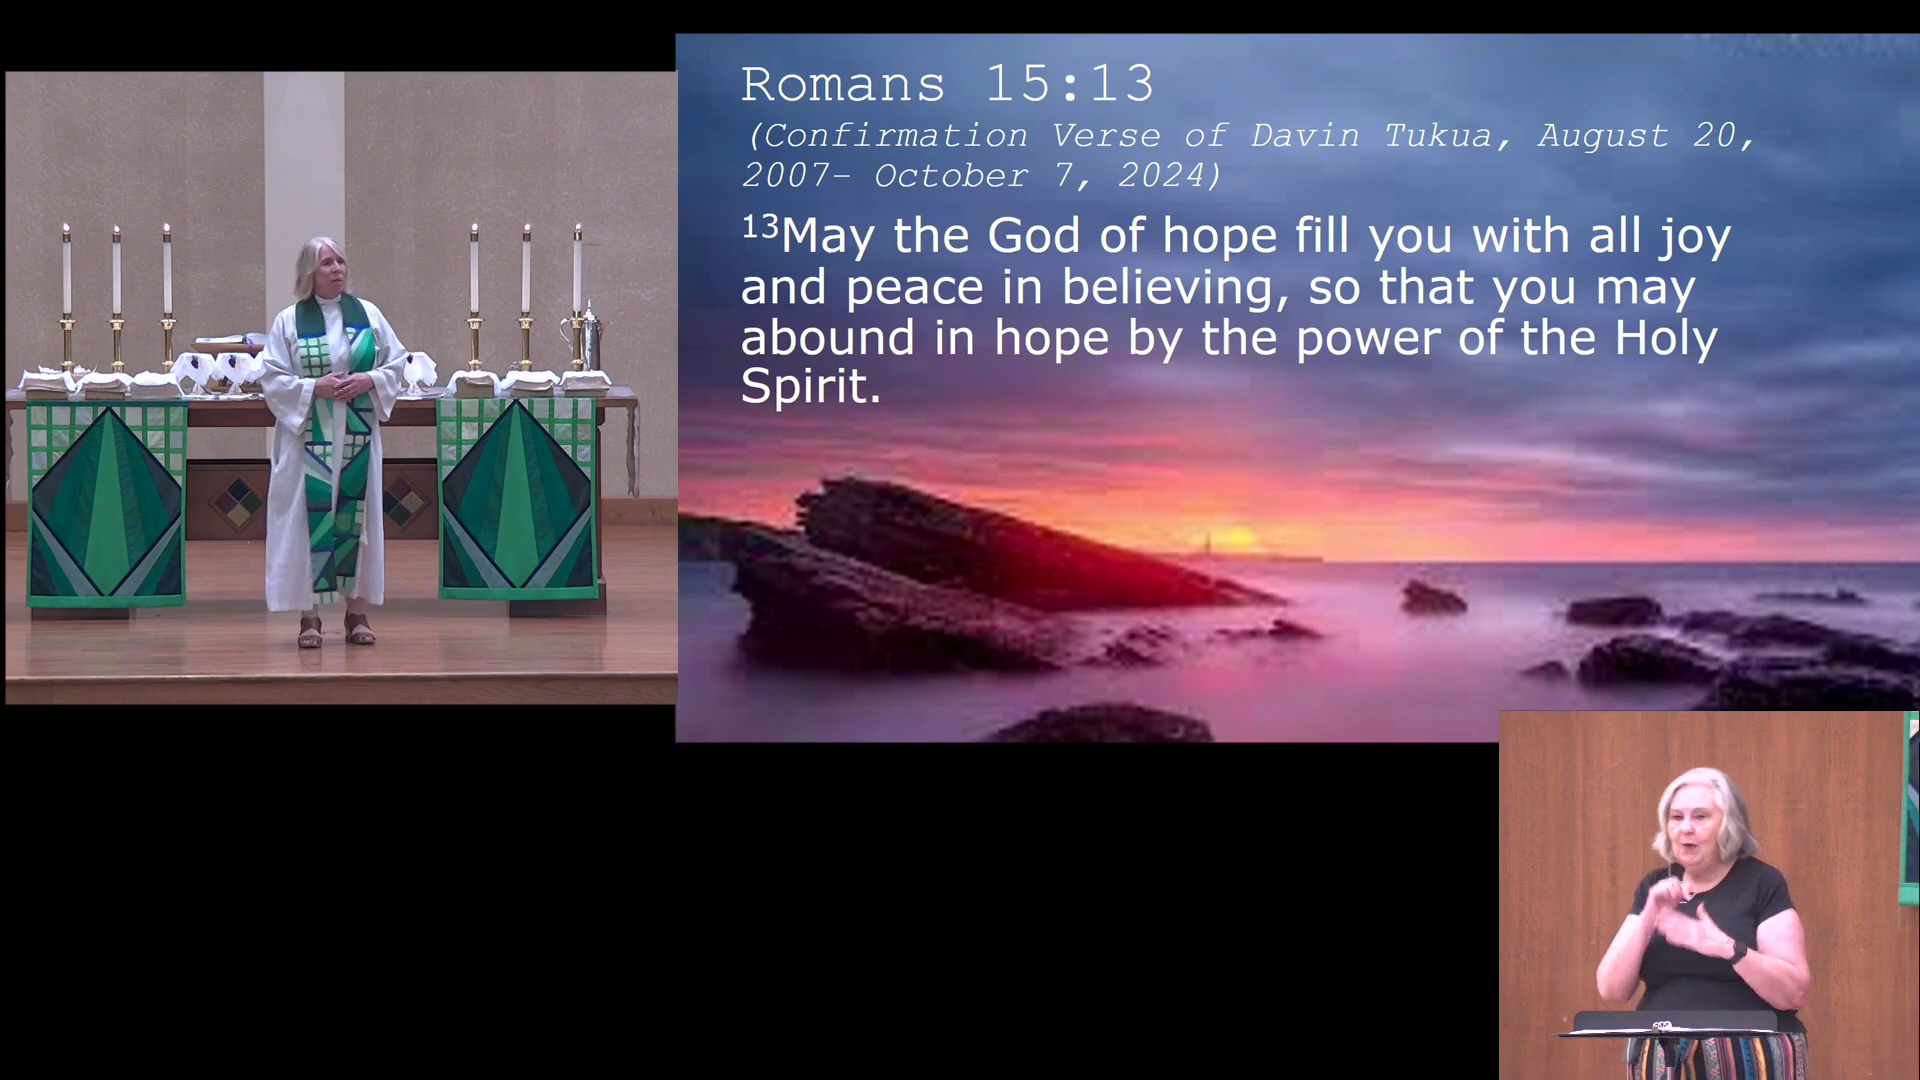 Romans 15:13
(Confirmation Verse of Davin Tukua, August 20,
2007– October 7, 2024)
13May the God of hope fill you with all joy
and peace in believing, so that you may
abound in hope by the power of the Holy
Spirit.